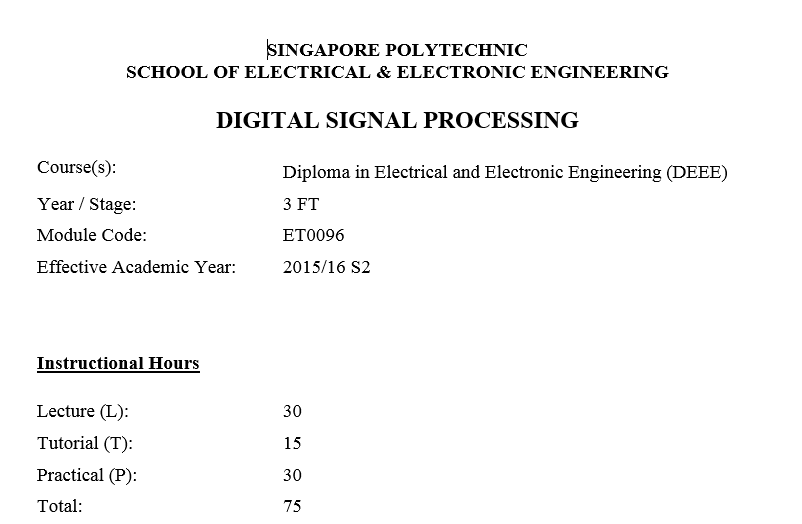 SINGAPORE POLYTECHNIC
SCHOOL OF ELECTRICAL & ELECTRONIC ENGINEERING
DIGITAL SIGNAL PROCESSING
Course(s): Diploma in Electrical and Electronic Engineering (DEEE)
Year / Stage: 3 FT
Module Code: ET0096
Effective Academic Year: 2015/16 S2
Instructional Hours
Lecture (L): 30
Tutorial (T): 15
Practical (P): 30
Total: 75